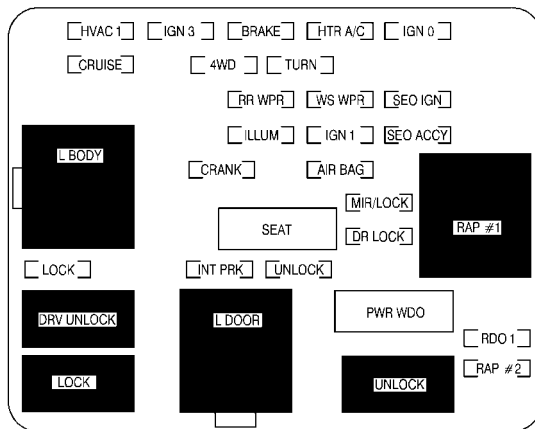 HVAC 1 IGN 3 BRAKE HTR A/C IGN 0
CRUISE 4WD TURN
RR WPR WS WPR SEO IGN
ILLUM IGN 1 SEO ACCY
L BODY
CRANK AIR BAG
MIR/LOCK
SEAT RAP #1
DR LOCK
LOCK INT PRK UNLOCK
DRV UNLOCK L DOOR PWR WDO
RDO 1
RAP #2
LOCK UNLOCK